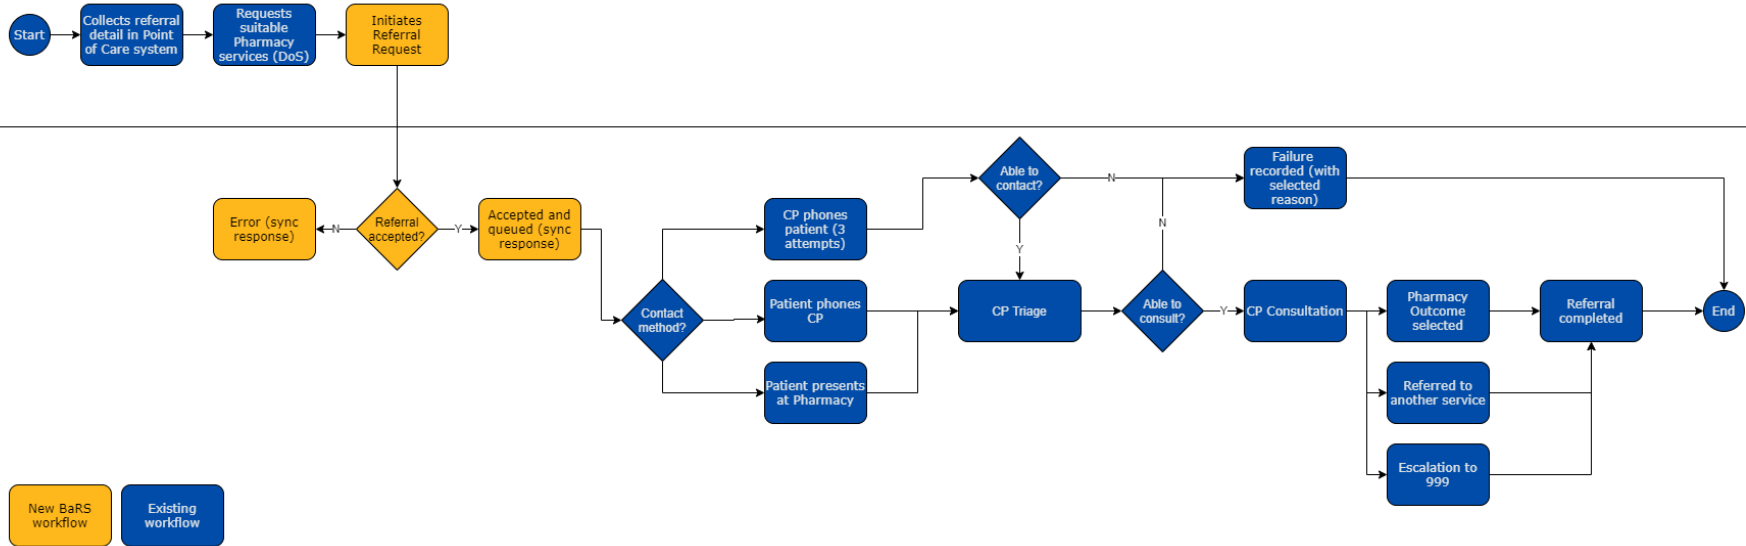 Start
Collects referral
detail in Point
of Care system
Requests
suitable
Pharmacy
services (DoS)
Initiates
Referral
Request
Error (sync
response)
N
Referral
accepted?
Y
Accepted and
queued (sync
response)
Contact
method?
CP phones
patient (3
attempts)
Patient phones
CP
Patient presents
at Pharmacy
Able to
contact?
N
Y
CP Triage
Able to
consult?
N
Y
Failure
recorded (with
selected
reason)
CP Consultation
Pharmacy
Outcome
selected
Referred to
another service
Escalation to
999
Referral
completed
End
New BaRS
workflow
Existing
workflow